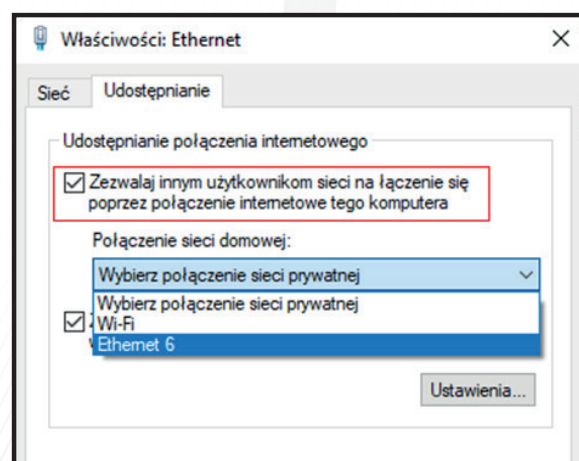 Właściwości: Ethernet
Sieć Udostępnianie
Udostępnianie połączenia internetowego
Zezwalaj innym użytkownikom sieci na łączenie się
poprzez połączenie internetowe tego komputera
Połączenie sieci domowej:
Wybierz połączenie sieci prywatnej
Wybierz połączenie sieci prywatnej
Wi-Fi
Ethernet 6
Ustawienia...